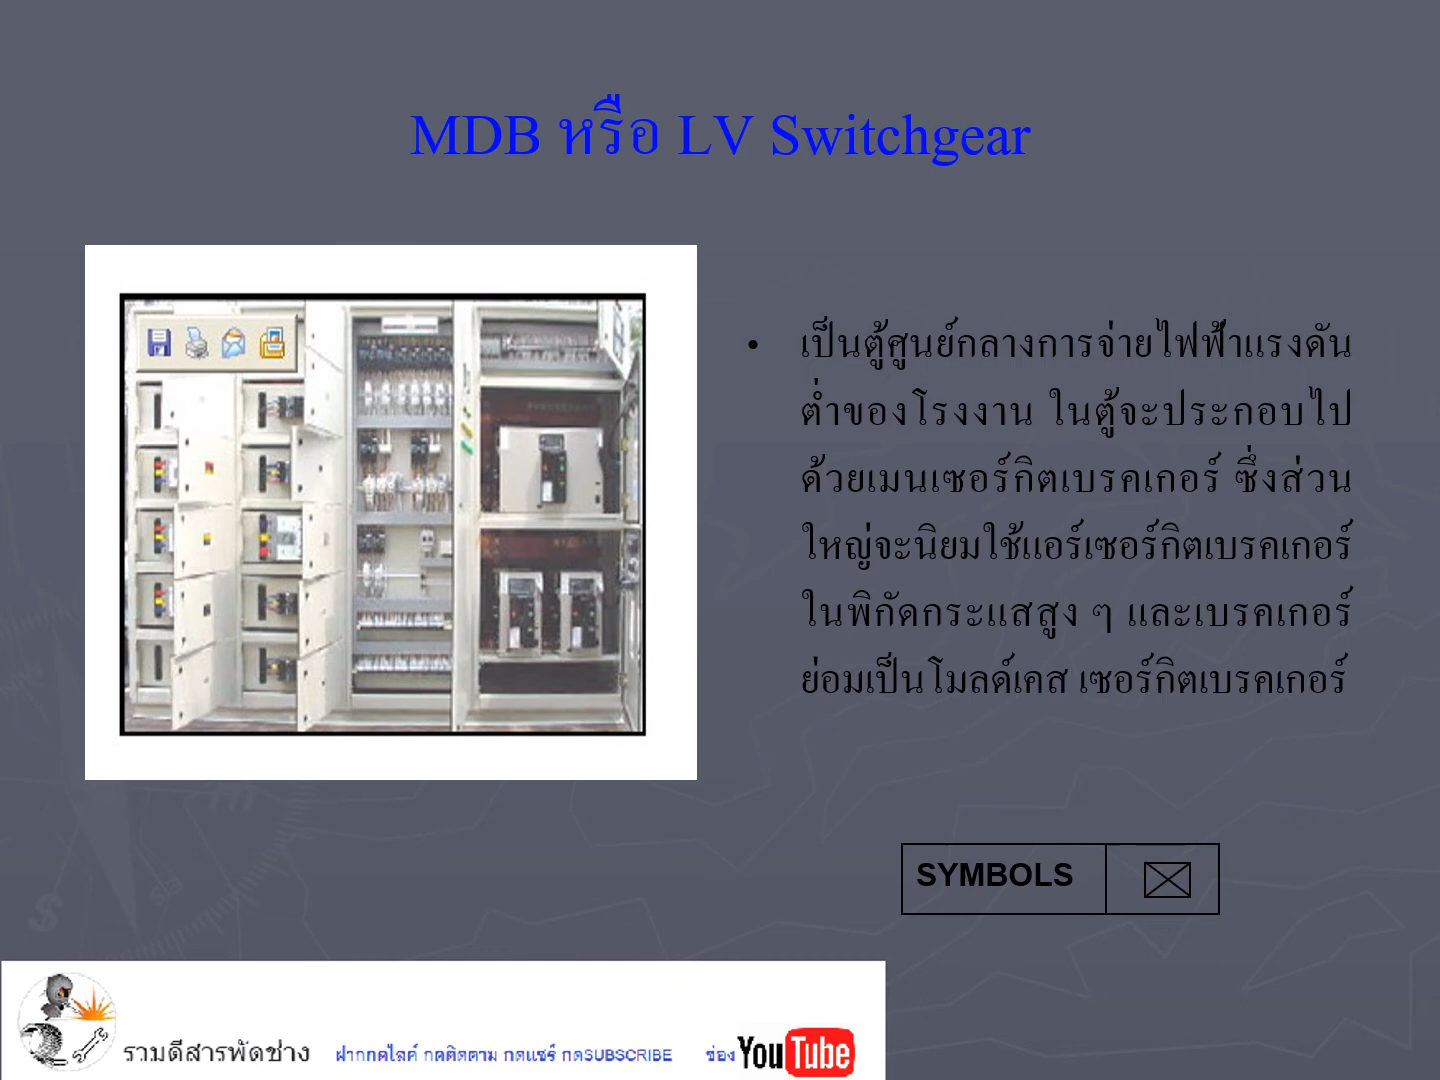 MDB หรือ LV Switchgear
• เป็นตู้ศูนย์กลางการจ่ายไฟฟ้าแรงดัน
ต่ำของโรงงาน ในตู้จะประกอบไป
ด้วยเมนเซอร์กิตเบรคเกอร์ ซึ่งส่วน
ใหญ่จะนิยมใช้แอร์เซอร์กิตเบรคเกอร์
ในพิกัดกระแสสูง ๆ และเบรคเกอร์
ย่อมเป็นโมลด์เคส เซอร์กิตเบรคเกอร์
SYMBOLS
รวมดีสารพัดช่าง ฝากกดไลค์ กดติดตาม กดแชร์ กดSUBSCRIBE ช่อง YouTube